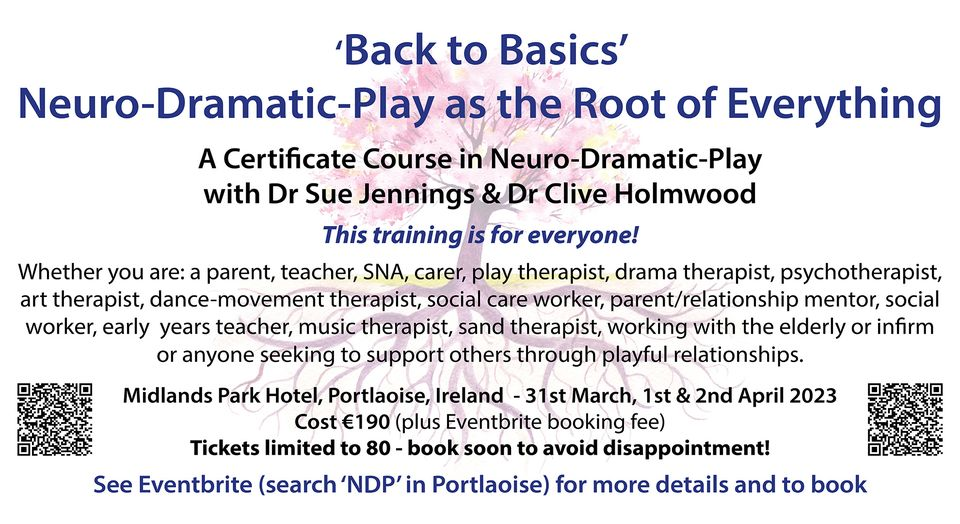 ‘Back to Basics’
Neuro-Dramatic-Play as the Root of Everything
A Certificate Course in Neuro-Dramatic-Play
with Dr Sue Jennings & Dr Clive Holmwood
This training is for everyone!
Whether you are: a parent, teacher, SNA, carer, play therapist, drama therapist, psychotherapist,
art therapist, dance-movement therapist, social care worker, parent/relationship mentor, social
worker, early years teacher, music therapist, sand therapist, working with the elderly or infirm
or anyone seeking to support others through playful relationships.
Midlands Park Hotel, Portlaoise, Ireland - 31st March, 1st & 2nd April 2023
Cost €190 (plus Eventbrite booking fee)
Tickets limited to 80 - book soon to avoid disappointment!
See Eventbrite (search ‘NDP’ in Portlaoise) for more details and to book